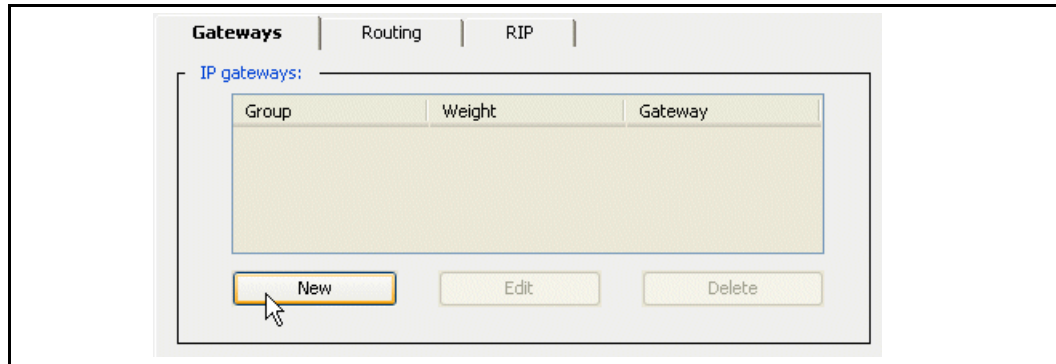 Gateways Routing RIP
IP gateways:
Group Weight Gateway
New Edit Delete